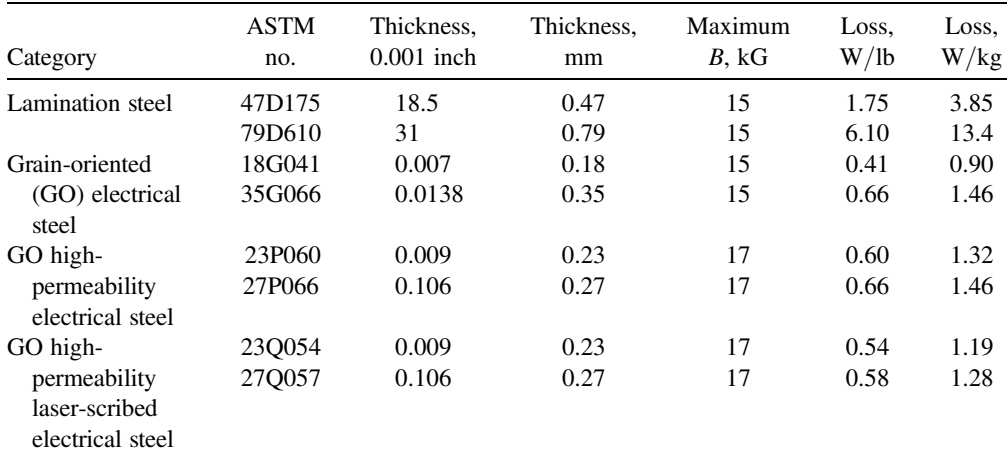 Category ASTM no. Thickness, 0.001 inch Thickness, mm Maximum B, kG Loss, W/lb Loss, W/kg
Lamination steel 47D175 18.5 0.47 15 1.75 3.85
79D610 31 0.79 15 6.10 13.4
Grain-oriented 18G041 0.007 0.18 15 0.41 0.90
(GO) electrical 35G066 0.0138 0.35 15 0.66 1.46
steel
GO high- 23P060 0.009 0.23 17 0.60 1.32
permeability 27P066 0.106 0.27 17 0.66 1.46
electrical steel
GO high- 23Q054 0.009 0.23 17 0.54 1.19
permeability 27Q057 0.106 0.27 17 0.58 1.28
laser-scribed
electrical steel